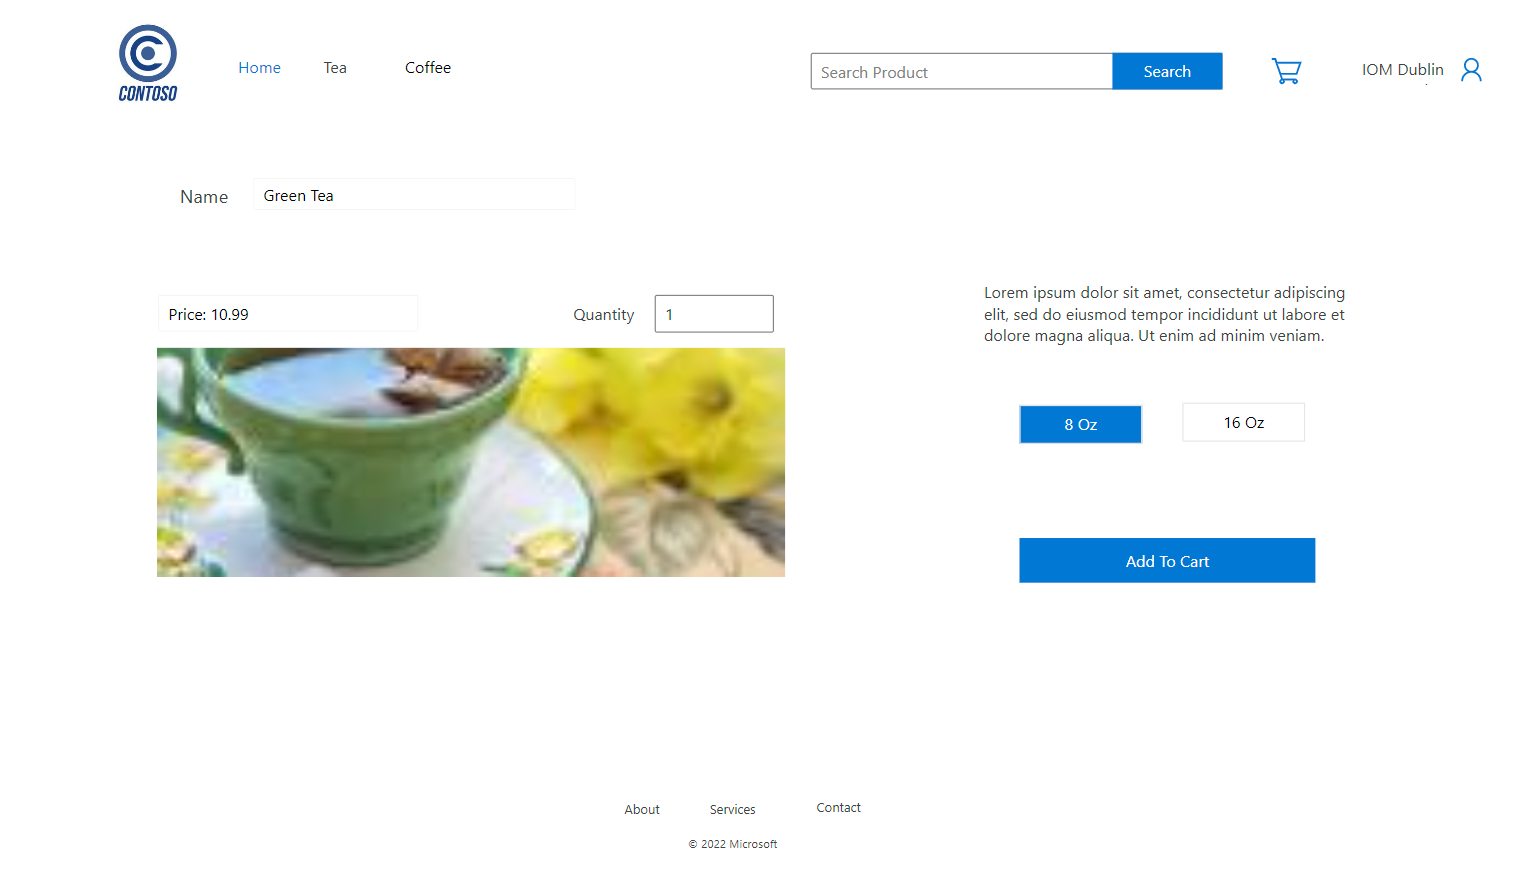 CONTOSO
Home
Tea
Coffee
Search Product
Search
IOM Dublin
Name
Green Tea
Price: 10.99
Quantity
1
Lorem ipsum dolor sit amet, consectetur adipiscing
elit, sed do eiusmod tempor incididunt ut labore et
dolore magna aliqua. Ut enim ad minim veniam.
8 Oz
16 Oz
Add To Cart
About
Services
Contact
© 2022 Microsoft